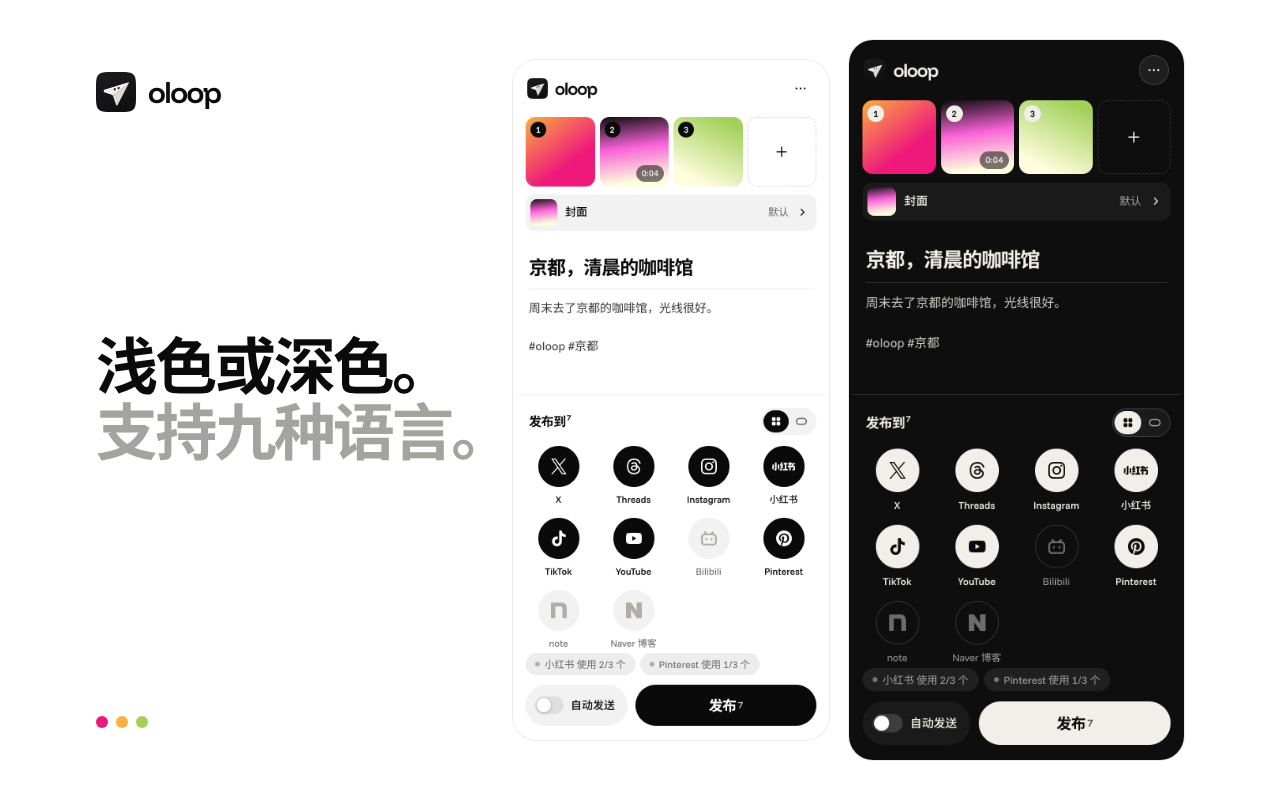 oloop
浅色或深色。
支持九种语言。
oloop
1
2
0:04
3
封面
默认
京都，清晨的咖啡馆
周末去了京都的咖啡馆，光线很好。
#oloop #京都
发布到7
X
Threads
Instagram
小红书
小红书
TikTok
YouTube
Bilibili
Pinterest
note
Naver 博客
小红书 使用 2/3 个
Pinterest 使用 1/3 个
自动发送
发布7
oloop
1
2
0:04
3
封面
默认
京都，清晨的咖啡馆
周末去了京都的咖啡馆，光线很好。
#oloop #京都
发布到7
X
Threads
Instagram
小红书
小红书
TikTok
YouTube
Bilibili
Pinterest
note
Naver 博客
小红书 使用 2/3 个
Pinterest 使用 1/3 个
自动发送
发布7